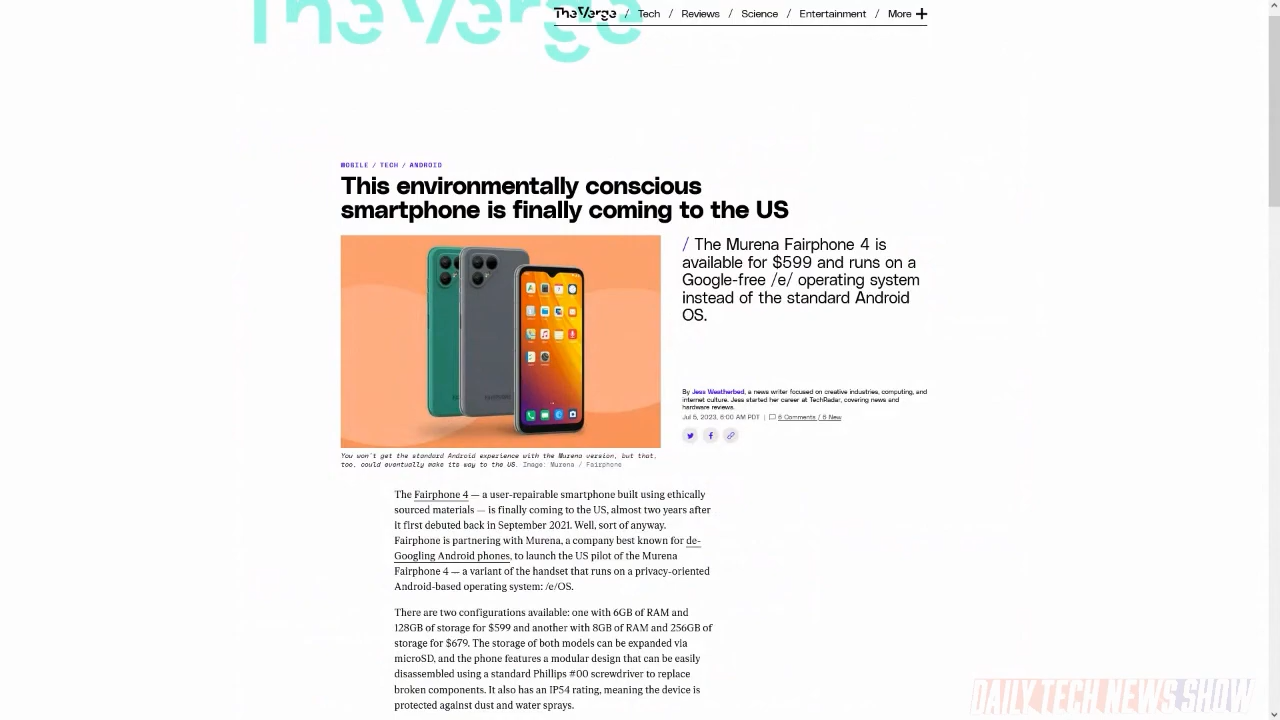 The Verge
TheVerge / Tech / Reviews / Science / Entertainment / More +
MOBILE / TECH / ANDROID
This environmentally conscious
smartphone is finally coming to the US
/ The Murena Fairphone 4 is
available for $599 and runs on a
Google-free /e/ operating system
instead of the standard Android
OS.
By Jess Weatherbed, a news writer focused on creative industries, computing, and
internet culture. Jess started her career at TechRadar, covering news and
hardware reviews.
Jul 5, 2023, 6:00 AM PDT | 6 Comments / 6 New
You won't get the standard Android experience with the Murena version, but that,
too, could eventually make its way to the US. Image: Murena / Fairphone
The Fairphone 4 — a user-repairable smartphone built using ethically
sourced materials — is finally coming to the US, almost two years after
it first debuted back in September 2021. Well, sort of anyway.
Fairphone is partnering with Murena, a company best known for de-
Googling Android phones, to launch the US pilot of the Murena
Fairphone 4 — a variant of the handset that runs on a privacy-oriented
Android-based operating system: /e/OS.
There are two configurations available: one with 6GB of RAM and
128GB of storage for $599 and another with 8GB of RAM and 256GB of
storage for $679. The storage of both models can be expanded via
microSD, and the phone features a modular design that can be easily
disassembled using a standard Phillips #00 screwdriver to replace
broken components. It also has an IP54 rating, meaning the device is
protected against dust and water sprays.
DAILY TECH NEWS SHOW